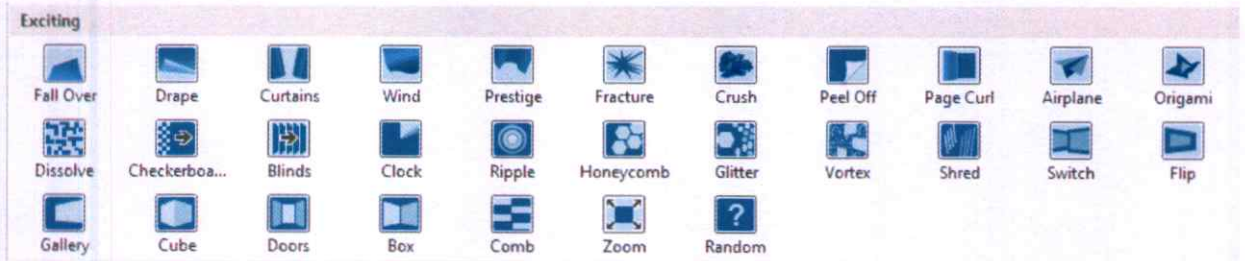 Exciting
Fall Over Drape Curtains Wind Prestige Fracture Crush Peel Off Page Curl Airplane Origami
Dissolve Checkerboa... Blinds Clock Ripple Honeycomb Glitter Vortex Shred Switch Flip
Gallery Cube Doors Box Comb Zoom Random